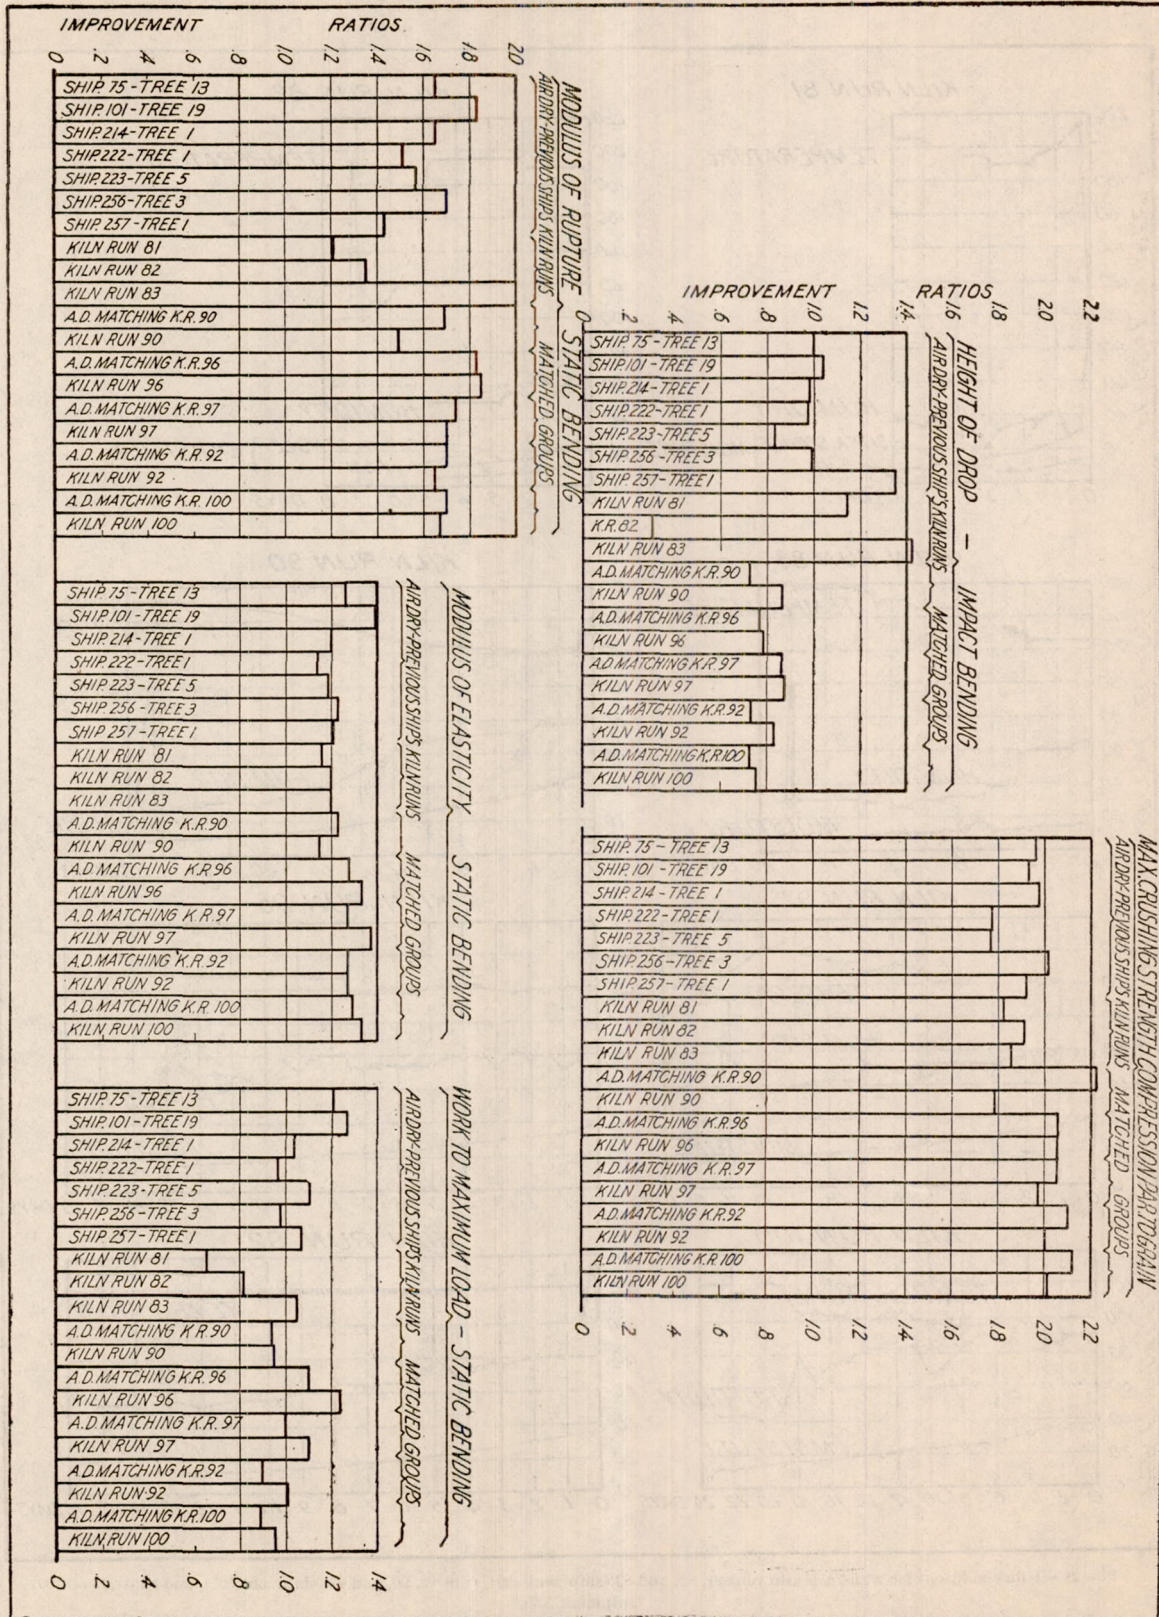 IMPROVEMENT RATIOS.
0 .2 .4 .6 .8 1.0 1.2 1.4 1.6 1.8 2.0
SHIP. 75-TREE 13
SHIP. 101-TREE 19
SHIP. 214-TREE 1
SHIP. 222-TREE 1
SHIP. 223-TREE 5
SHIP. 256-TREE 3
SHIP. 257-TREE 1
KILN RUN 81
KILN RUN 82
KILN RUN 83
A.D. MATCHING K.R. 90
KILN RUN 90
A.D. MATCHING K.R. 96
KILN RUN 96
A.D. MATCHING K.R. 97
KILN RUN 97
A.D. MATCHING K.R. 92
KILN RUN 92
A.D. MATCHING K.R. 100
KILN RUN 100
MODULUS OF RUPTURE STATIC BENDING
AIRDRY-PREVIOUS SHIP'S. KILN RUNS MATCHED GROUPS
SHIP. 75-TREE 13
SHIP. 101-TREE 19
SHIP. 214-TREE 1
SHIP. 222-TREE 1
SHIP. 223-TREE 5
SHIP. 256-TREE 3
SHIP. 257-TREE 1
KILN RUN 81
KILN RUN 82
KILN RUN 83
A.D. MATCHING K.R. 90
KILN RUN 90
A.D. MATCHING K.R. 96
KILN RUN 96
A.D. MATCHING K.R. 97
KILN RUN 97
A.D. MATCHING K.R. 92
KILN RUN 92
A.D. MATCHING K.R. 100
KILN RUN 100
MODULUS OF ELASTICITY STATIC BENDING
AIRDRY-PREVIOUS SHIP'S. KILN RUNS MATCHED GROUPS
SHIP. 75-TREE 13
SHIP. 101-TREE 19
SHIP. 214-TREE 1
SHIP. 222-TREE 1
SHIP. 223-TREE 5
SHIP. 256-TREE 3
SHIP. 257-TREE 1
KILN RUN 81
KILN RUN 82
KILN RUN 83
A.D. MATCHING K.R. 90
KILN RUN 90
A.D. MATCHING K.R. 96
KILN RUN 96
A.D. MATCHING K.R. 97
KILN RUN 97
A.D. MATCHING K.R. 92
KILN RUN 92
A.D. MATCHING K.R. 100
KILN RUN 100
WORK TO MAXIMUM LOAD - STATIC BENDING
AIRDRY-PREVIOUS SHIP'S. KILN RUNS MATCHED GROUPS
0 .2 .4 .6 .8 1.0 1.2 1.4
IMPROVEMENT RATIOS
0 .2 .4 .6 .8 1.0 1.2 1.4 1.6 1.8 2.0 2.2
SHIP. 75-TREE 13
SHIP. 101-TREE 19
SHIP. 214-TREE 1
SHIP. 222-TREE 1
SHIP. 223-TREE 5
SHIP. 256-TREE 3
SHIP. 257-TREE 1
KILN RUN 81
K.R. 82
KILN RUN 83
A.D. MATCHING K.R. 90
KILN RUN 90
A.D. MATCHING K.R. 96
KILN RUN 96
A.D. MATCHING K.R. 97
KILN RUN 97
A.D. MATCHING K.R. 92
KILN RUN 92
A.D. MATCHING K.R. 100
KILN RUN 100
HEIGHT OF DROP - IMPACT BENDING
AIRDRY-PREVIOUS SHIP'S. KILN RUNS MATCHED GROUPS
SHIP. 75-TREE 13
SHIP. 101-TREE 19
SHIP. 214-TREE 1
SHIP. 222-TREE 1
SHIP. 223-TREE 5
SHIP. 256-TREE 3
SHIP. 257-TREE 1
KILN RUN 81
KILN RUN 82
KILN RUN 83
A.D. MATCHING K.R. 90
KILN RUN 90
A.D. MATCHING K.R. 96
KILN RUN 96
A.D. MATCHING K.R. 97
KILN RUN 97
A.D. MATCHING K.R. 92
KILN RUN 92
A.D. MATCHING K.R. 100
KILN RUN 100
MAX. CRUSHING STRENGTH COMPRESSION PAR. TO GRAIN
AIRDRY-PREVIOUS SHIP'S. KILN RUNS MATCHED GROUPS
0 .2 .4 .6 .8 1.0 1.2 1.4 1.6 1.8 2.0 2.2